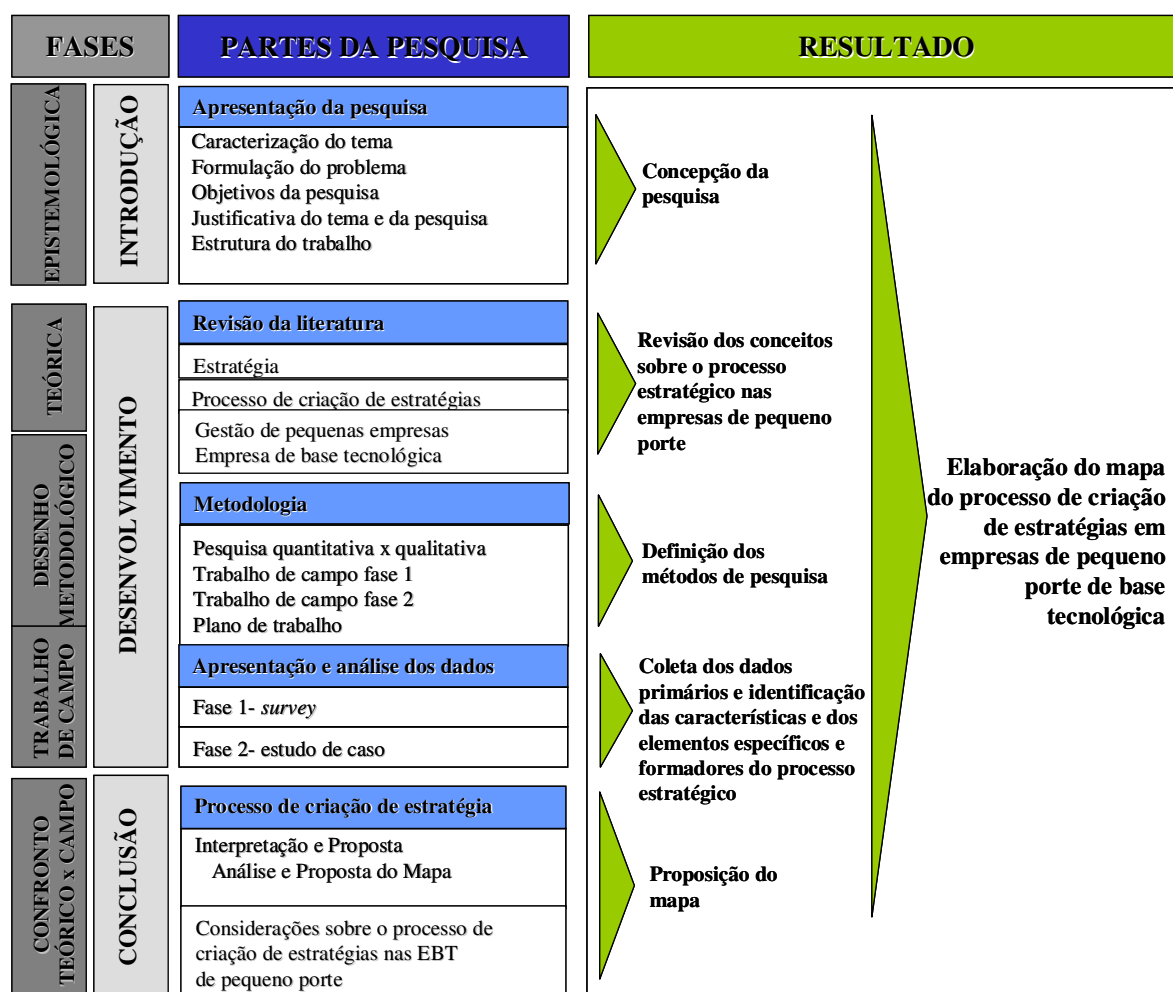 FASES
PARTES DA PESQUISA
RESULTADO
EPISTEMOLÓGICA
INTRODUÇÃO
Apresentação da pesquisa
Caracterização do tema
Formulação do problema
Objetivos da pesquisa
Justificativa do tema e da pesquisa
Estrutura do trabalho
Concepção da
pesquisa
TEÓRICA
DESENVOLVIMENTO
Revisão da literatura
Estratégia
Processo de criação de estratégias
Gestão de pequenas empresas
Empresa de base tecnológica
Revisão dos conceitos
sobre o processo
estratégico nas
empresas de pequeno
porte
DESENHO
METODOLÓGICO
Metodologia
Pesquisa quantitativa x qualitativa
Trabalho de campo fase 1
Trabalho de campo fase 2
Plano de trabalho
Definição dos
métodos de pesquisa
TRABALHO
DE CAMPO
Apresentação e análise dos dados
Fase 1- survey
Fase 2- estudo de caso
Coleta dos dados
primários e identificação
das características e dos
elementos específicos e
formadores do processo
estratégico
CONFRONTO
TEÓRICO x CAMPO
CONCLUSÃO
Processo de criação de estratégia
Interpretação e Proposta
Análise e Proposta do Mapa
Considerações sobre o processo de
criação de estratégias nas EBT
de pequeno porte
Proposição do
mapa
Elaboração do mapa
do processo de criação
de estratégias em
empresas de pequeno
porte de base
tecnológica